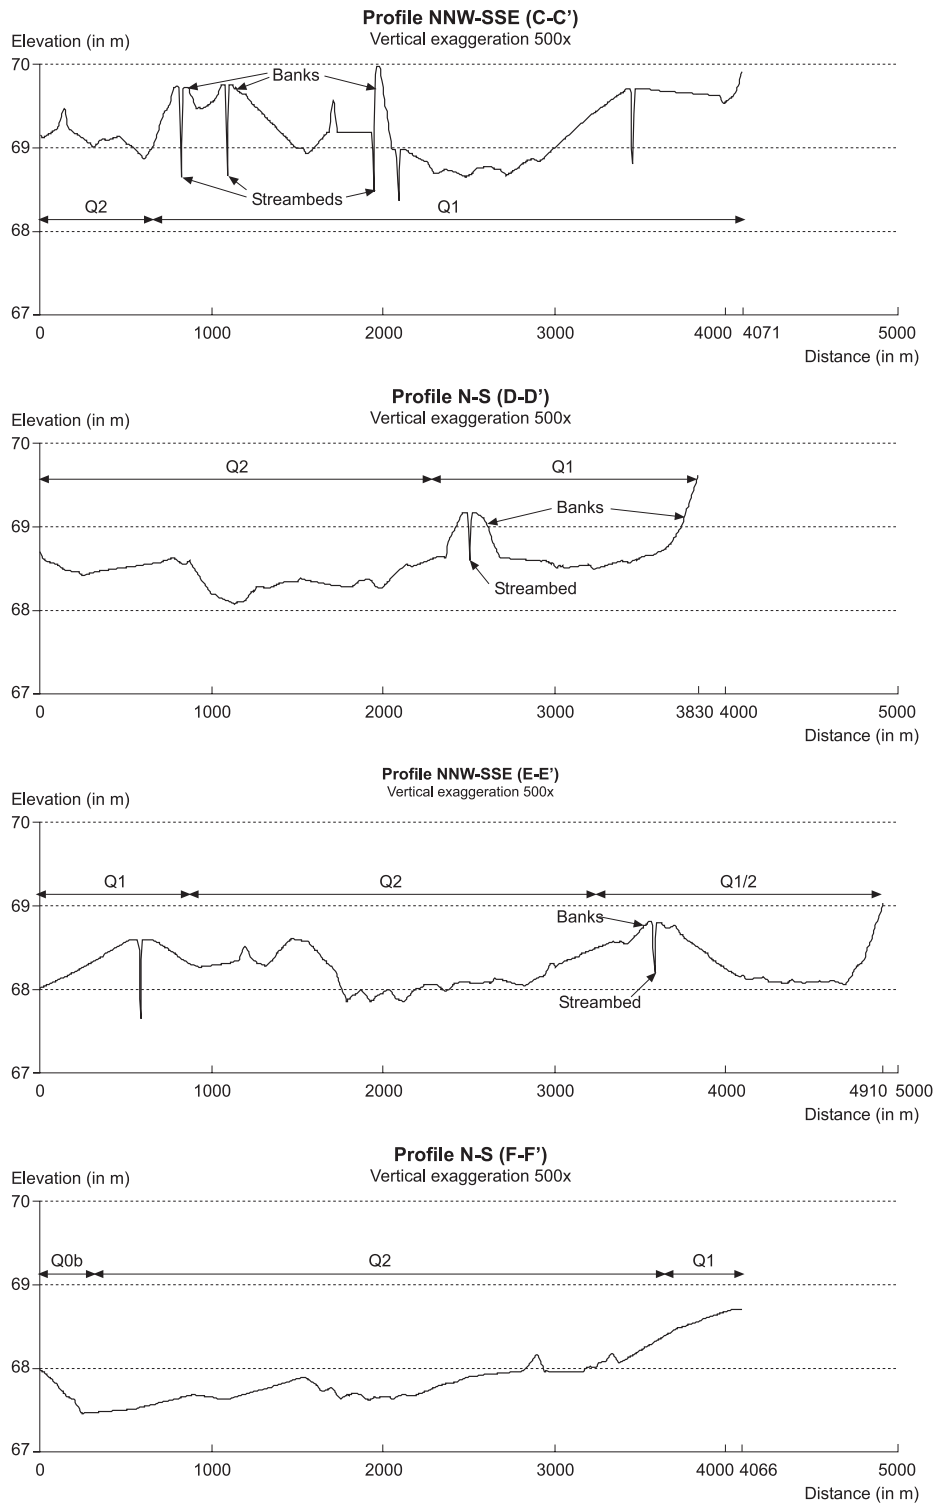 Profile NNW-SSE (C-C’)
Elevation (in m)
Vertical exaggeration 500x
70
Banks
69
Streambeds
Q2
Q1
68
67
0
1000
2000
3000
4000 4071
5000
Distance (in m)
Profile N-S (D-D’)
Elevation (in m)
Vertical exaggeration 500x
70
Q2
Q1
69
Banks
Streambed
68
67
0
1000
2000
3000
3830 4000
5000
Distance (in m)
Profile NNW-SSE (E-E’)
Elevation (in m)
Vertical exaggeration 500x
70
Q1
Q2
Q1/2
69
Banks
68
Streambed
67
0
1000
2000
3000
4000
4910 5000
Distance (in m)
Profile N-S (F-F’)
Elevation (in m)
Vertical exaggeration 500x
70
Q0b
Q2
Q1
69
68
67
0
1000
2000
3000
4000 4066
5000
Distance (in m)